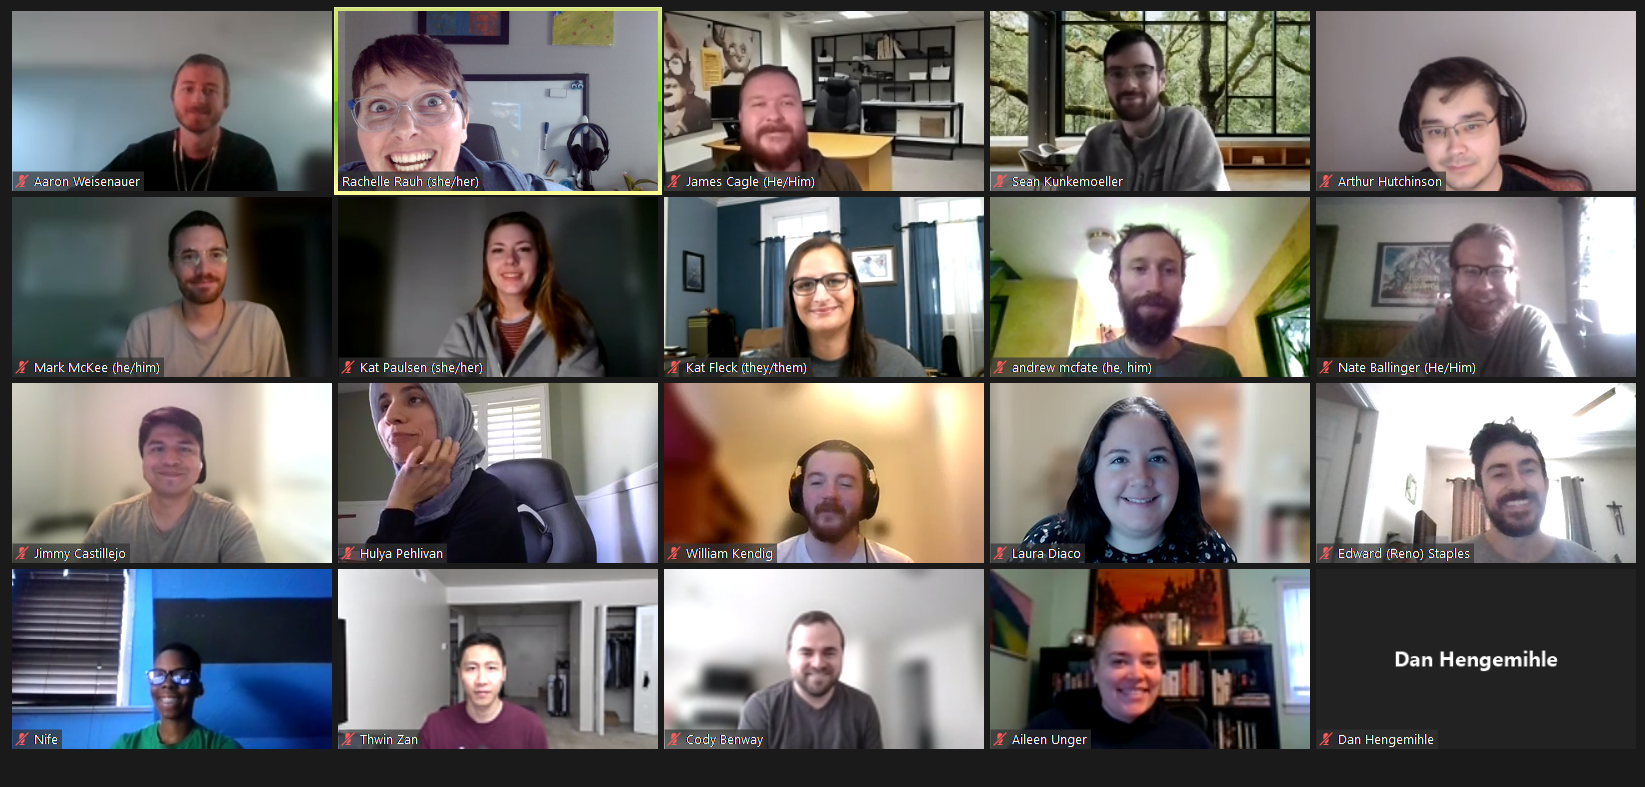 Aaron Weisenauer
Rachelle Rauh (she/her)
James Cagle (He/Him)
Sean Kunkemoeller
Arthur Hutchinson
Mark McKee (he/him)
Kat Paulsen (she/her)
Kat Fleck (they/them)
andrew mcfate (he, him)
Nate Ballinger (He/Him)
Jimmy Castillejo
Hulya Pehlivan
William Kendig
Laura Diaco
Edward (Reno) Staples
Nife
Thwin Zan
Cody Benway
Aileen Unger
Dan Hengemihle
Dan Hengemihle